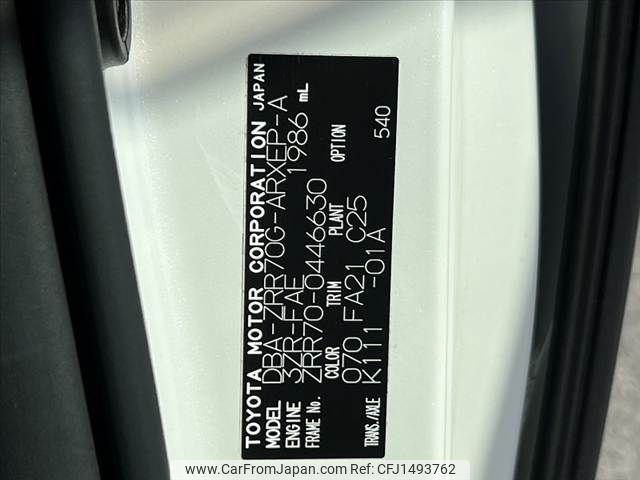 TOYOTA MOTOR CORPORATION JAPAN
MODEL DBA-ZRR70G-ARXEP-A
ENGINE 3ZR-FAE 1986 mL
FRAME No. ZRR70-0446630
COLOR TRIM PLANT OPTION
070 FA21 C25 540
TRANS./AXLE K111 -01A
www.CarFromJapan.com - CFJ1493762